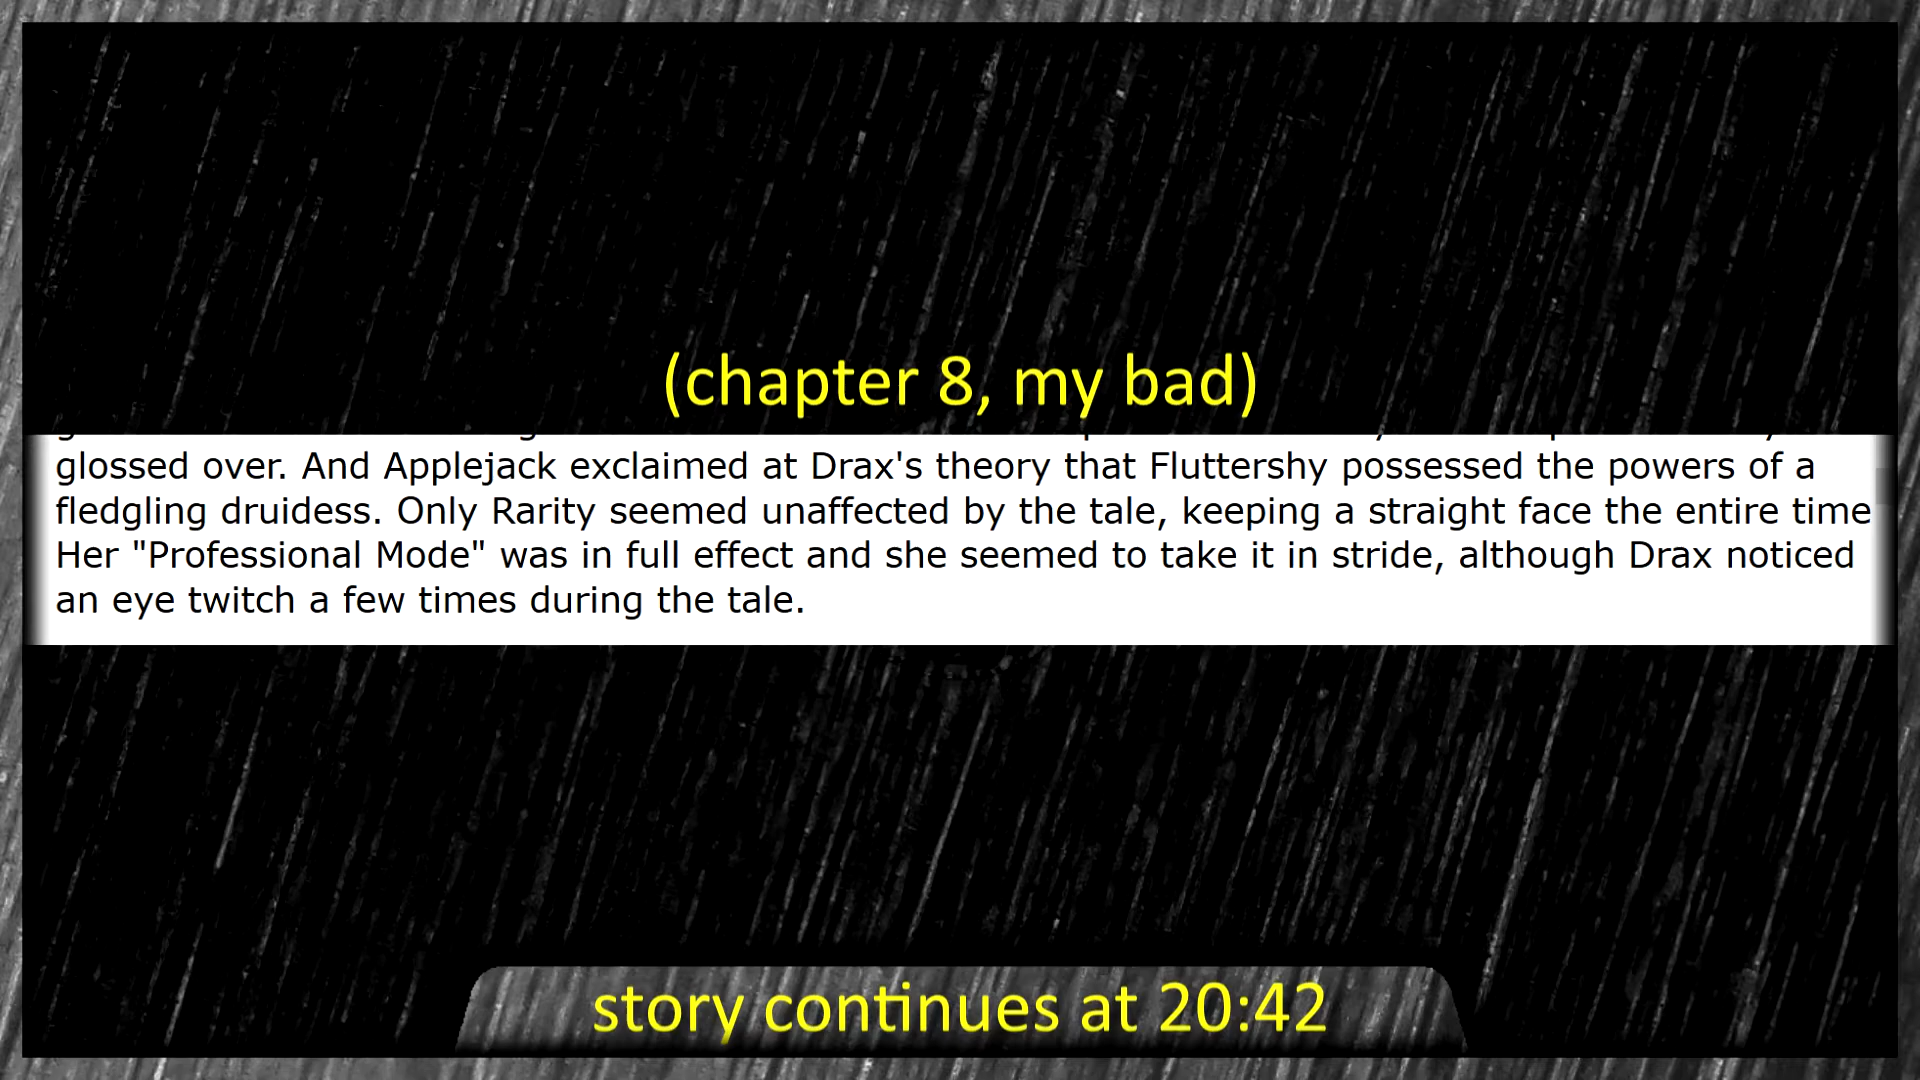 (chapter 8, my bad)
glossed over. And Applejack exclaimed at Drax's theory that Fluttershy possessed the powers of a
fledgling druidess. Only Rarity seemed unaffected by the tale, keeping a straight face the entire time
Her "Professional Mode" was in full effect and she seemed to take it in stride, although Drax noticed
an eye twitch a few times during the tale.
story continues at 20:42